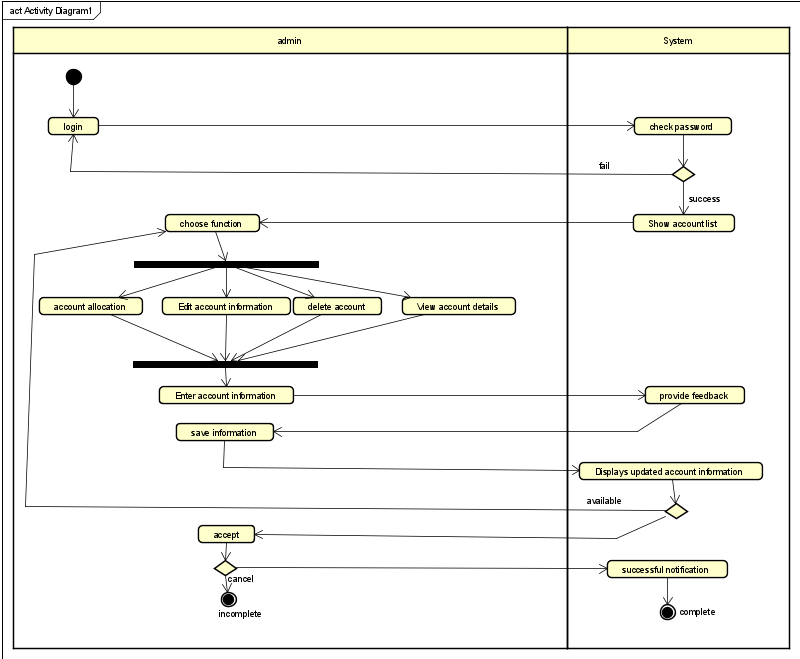 act Activity Diagram1
admin
System
login
check password
fail
success
choose function
Show account list
account allocation
Edit account information
delete account
View account details
Enter account information
provide feedback
save information
Displays updated account information
available
accept
successful notification
cancel
incomplete
complete